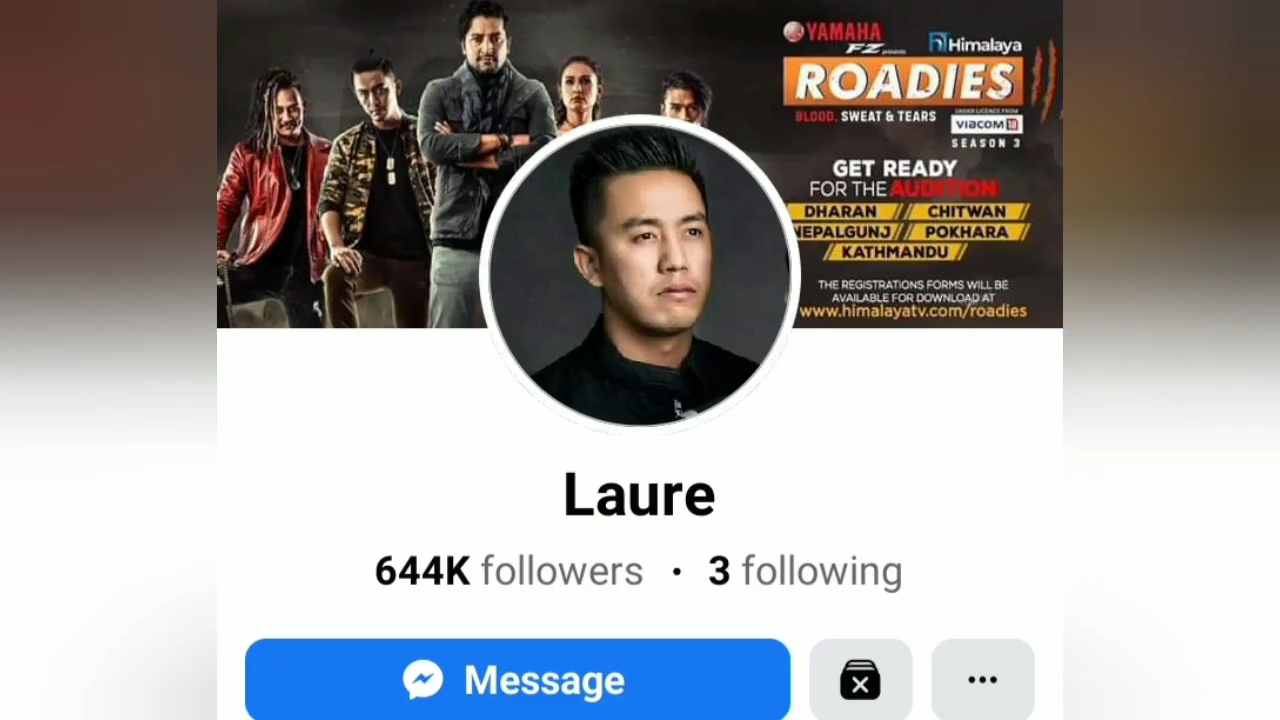 YAMAHA
FZ presents
Himalaya
ROADIES
BLOOD, SWEAT & TEARS
UNDER LICENCE FROM
VIACOM 18
SEASON 3
GET READY
FOR THE AUDITION
DHARAN // CHITWAN
NEPALGUNJ // POKHARA
KATHMANDU
THE REGISTRATIONS FORMS WILL BE
AVAILABLE FOR DOWNLOAD AT
www.himalayatv.com/roadies
Laure
644K followers · 3 following
Message